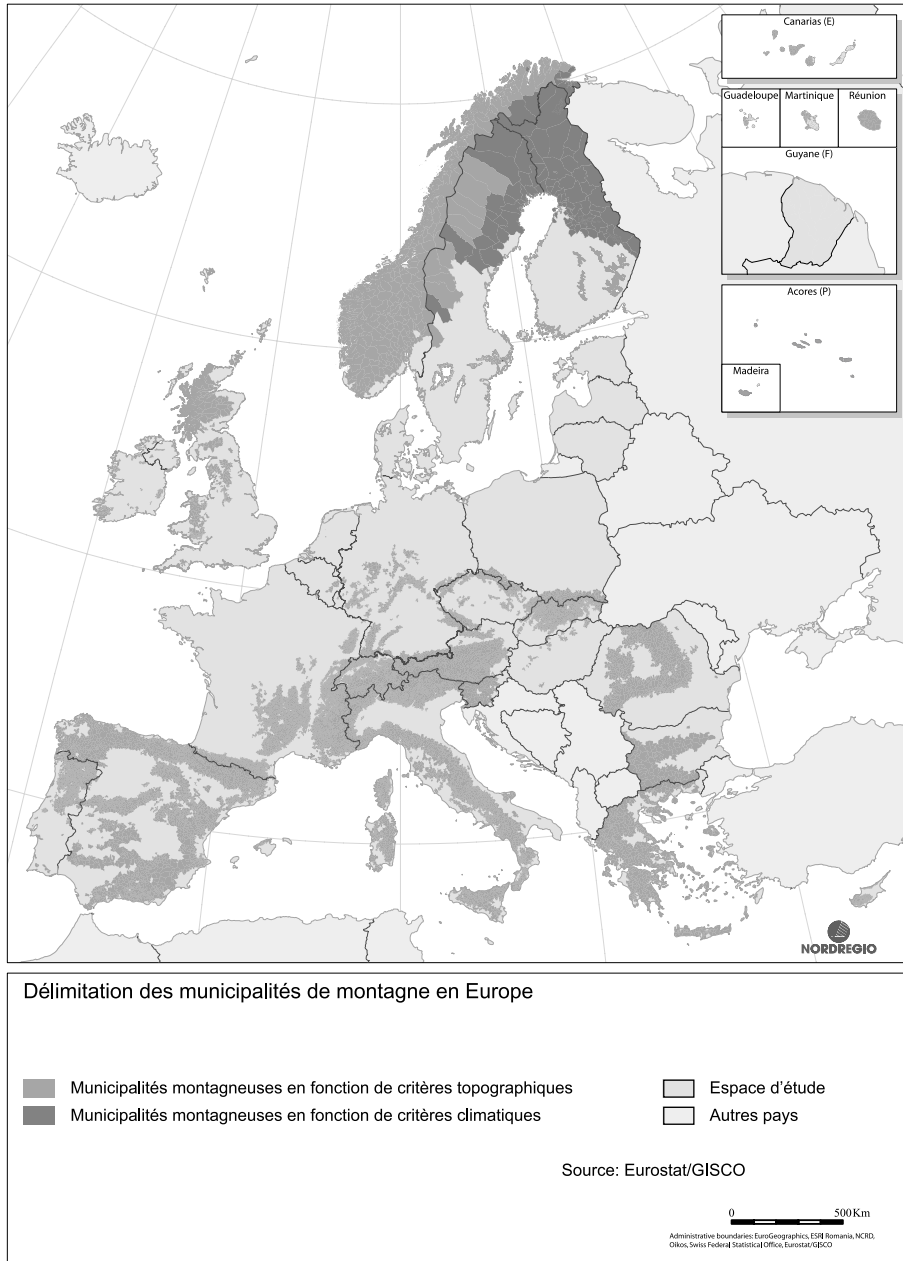 Canarias (E)
Guadeloupe
Martinique
Réunion
Guyane (F)
Acores (P)
Madeira
NORDREGIO
Délimitation des municipalités de montagne en Europe
Municipalités montagneuses en fonction de critères topographiques
Espace d'étude
Municipalités montagneuses en fonction de critères climatiques
Autres pays
Source: Eurostat/GISCO
0 500 Km
Administrative boundaries: EuroGeographics, ESRI Romania, NCRD,
Oikos, Swiss Federal Statistical Office, Eurostat/GISCO